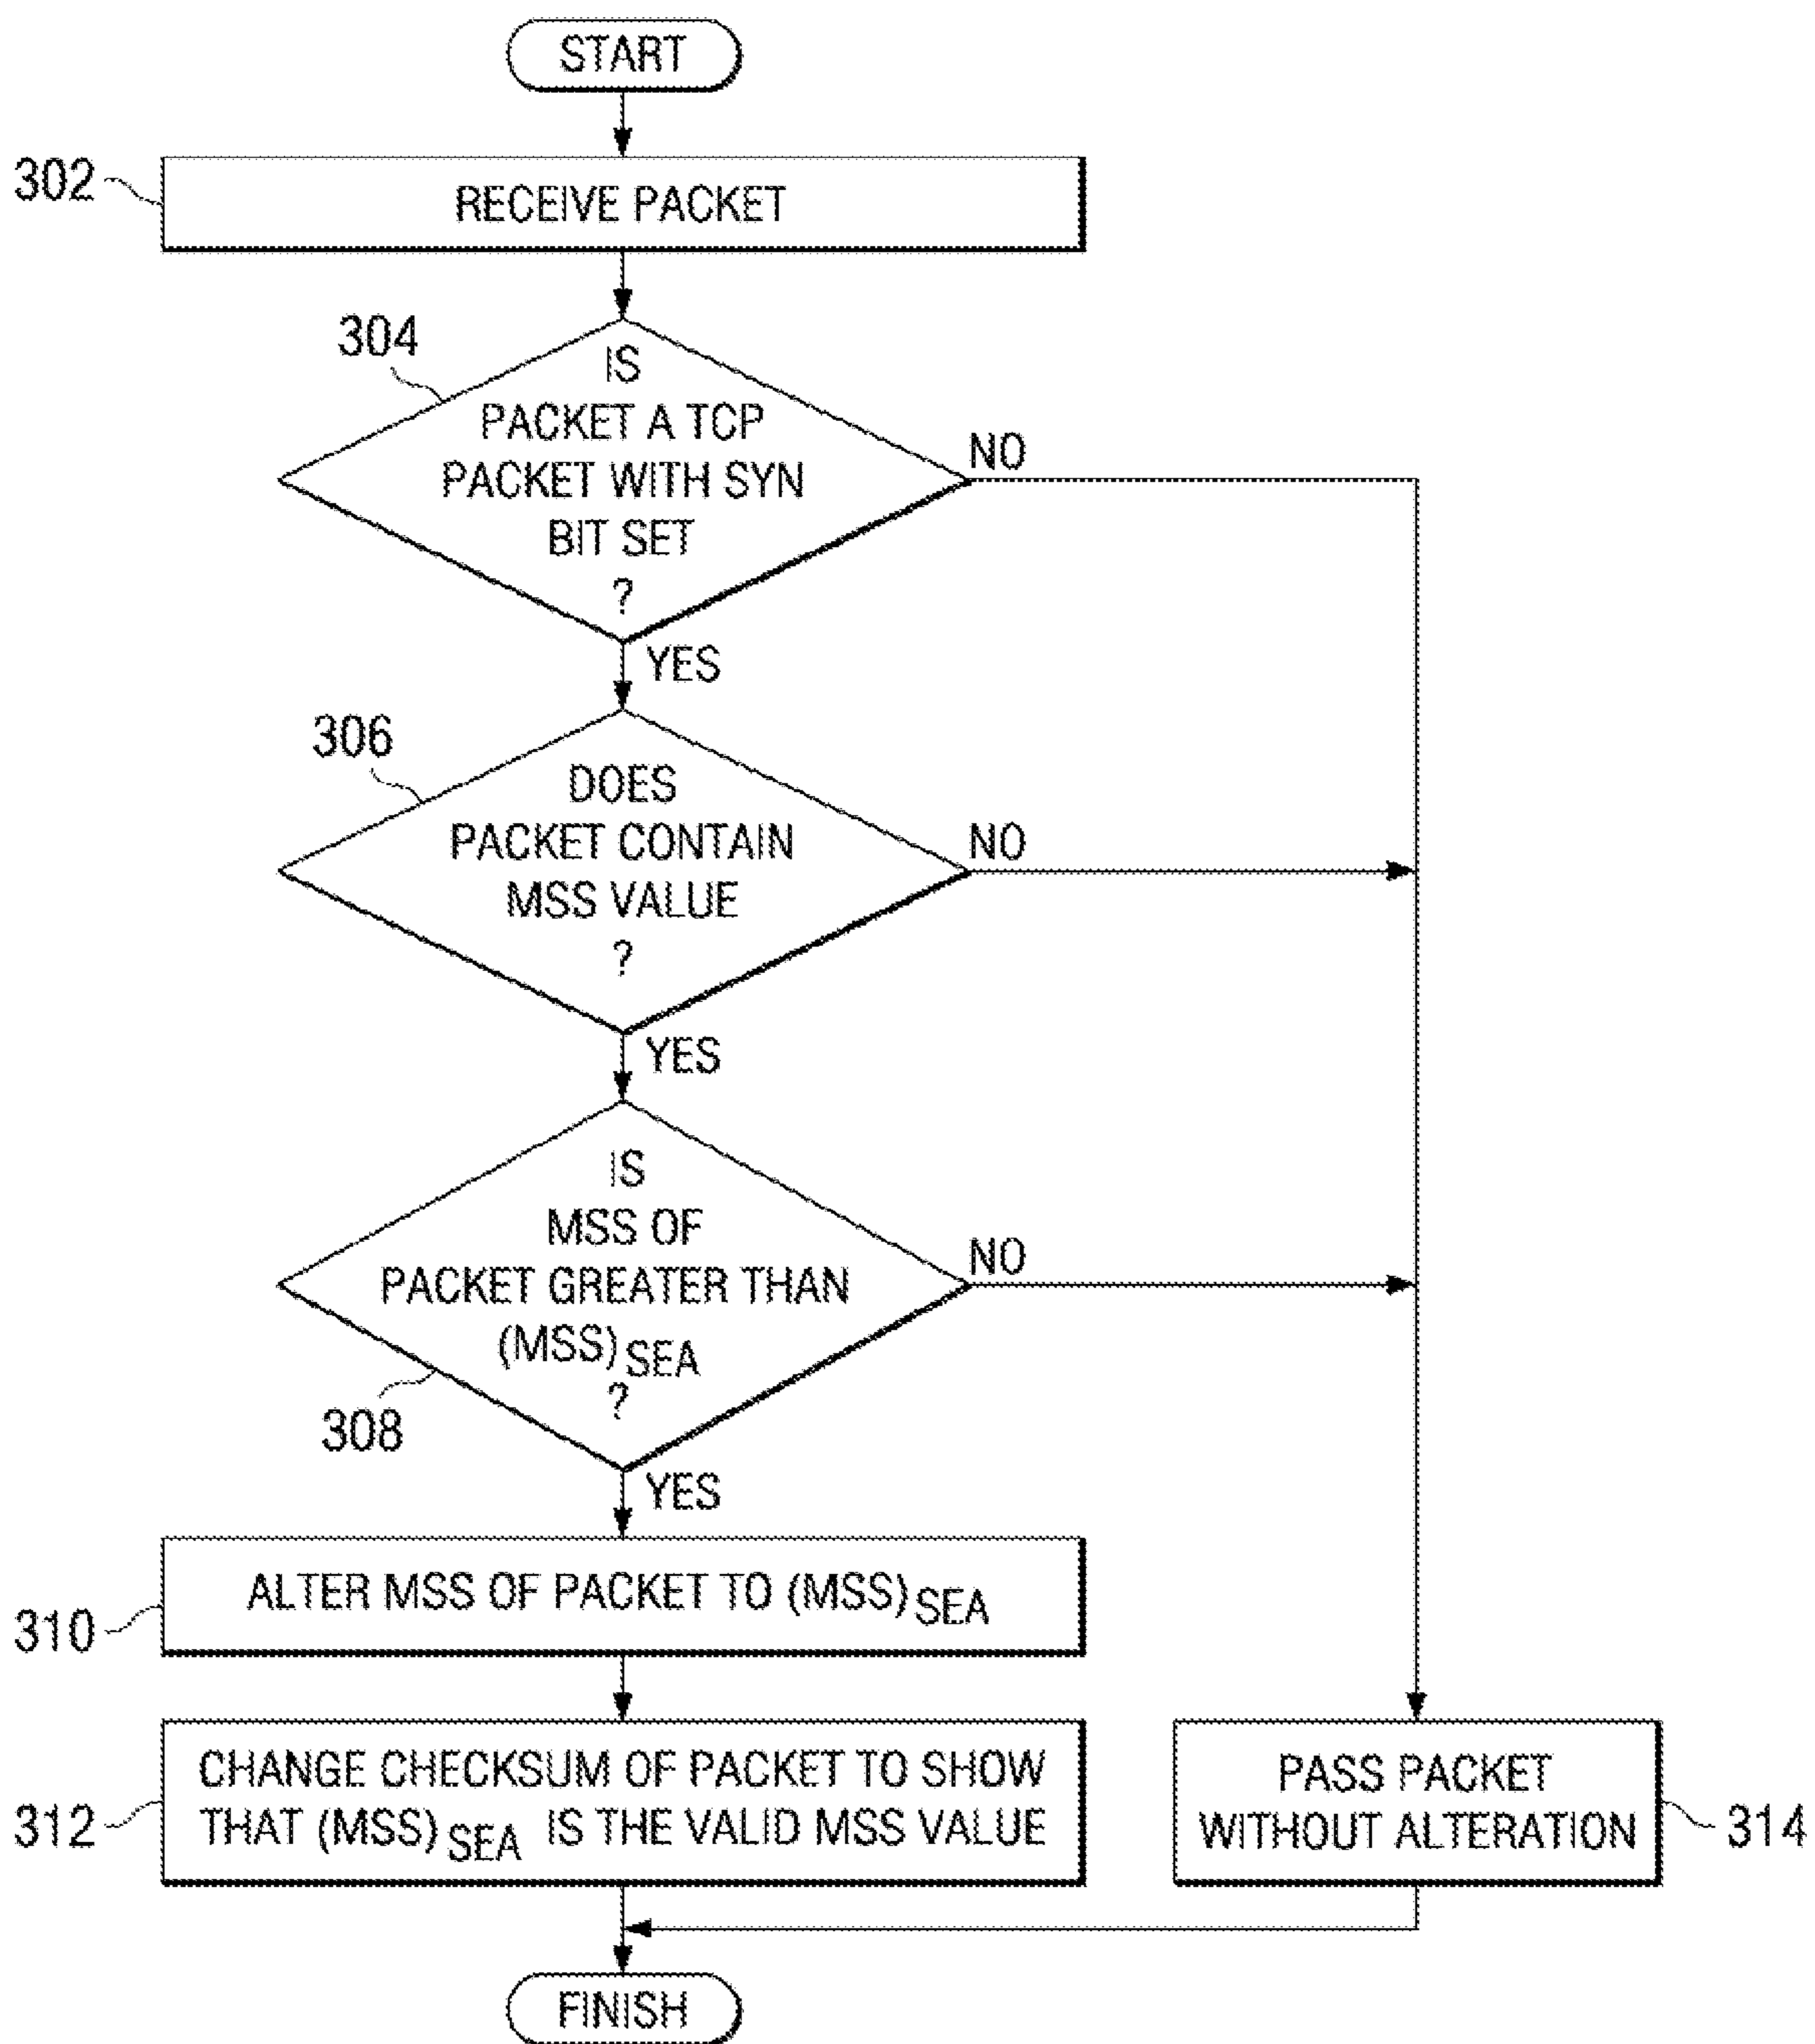 START
302
RECEIVE PACKET
304
IS
PACKET A TCP
PACKET WITH SYN
BIT SET
?
NO
YES
306
DOES
PACKET CONTAIN
MSS VALUE
?
NO
YES
IS
MSS OF
PACKET GREATER THAN
(MSS)SEA
?
NO
308
YES
310
ALTER MSS OF PACKET TO (MSS)SEA
312
CHANGE CHECKSUM OF PACKET TO SHOW
THAT (MSS)SEA IS THE VALID MSS VALUE
PASS PACKET
WITHOUT ALTERATION
314
FINISH